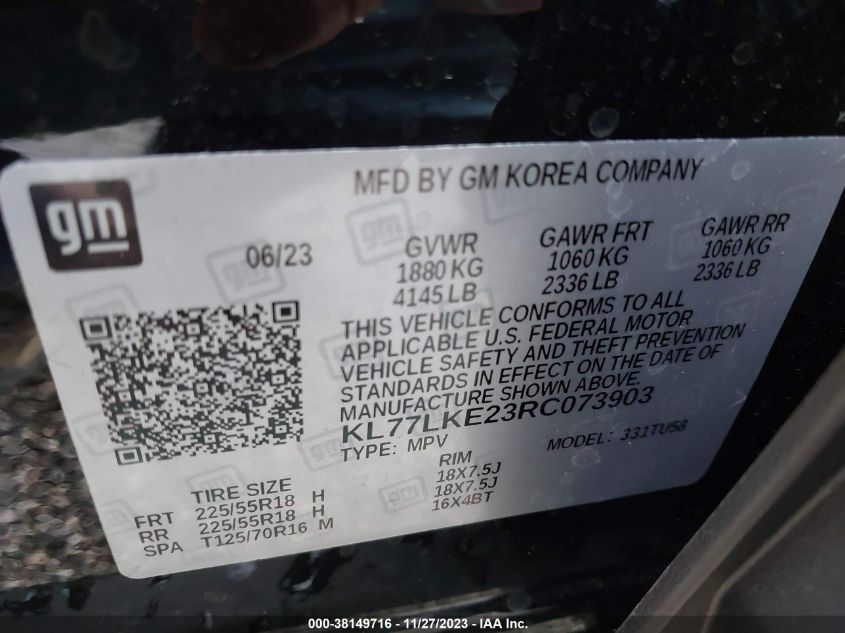 MFD BY GM KOREA COMPANY
gm
06/23
GVWR GAWR FRT GAWR RR
1880 KG 1060 KG 1060 KG
4145 LB 2336 LB 2336 LB
THIS VEHICLE CONFORMS TO ALL
APPLICABLE U.S. FEDERAL MOTOR
VEHICLE SAFETY AND THEFT PREVENTION
STANDARDS IN EFFECT ON THE DATE OF
MANUFACTURE SHOWN ABOVE.
KL77LKE23RC073903
TYPE: MPV MODEL: 331TU58
TIRE SIZE RIM
FRT 225/55R18 H 18X7.5J
RR 225/55R18 H 18X7.5J
SPA T125/70R16 M 16X4BT
000-38149716 - 11/27/2023 - IAAI.com